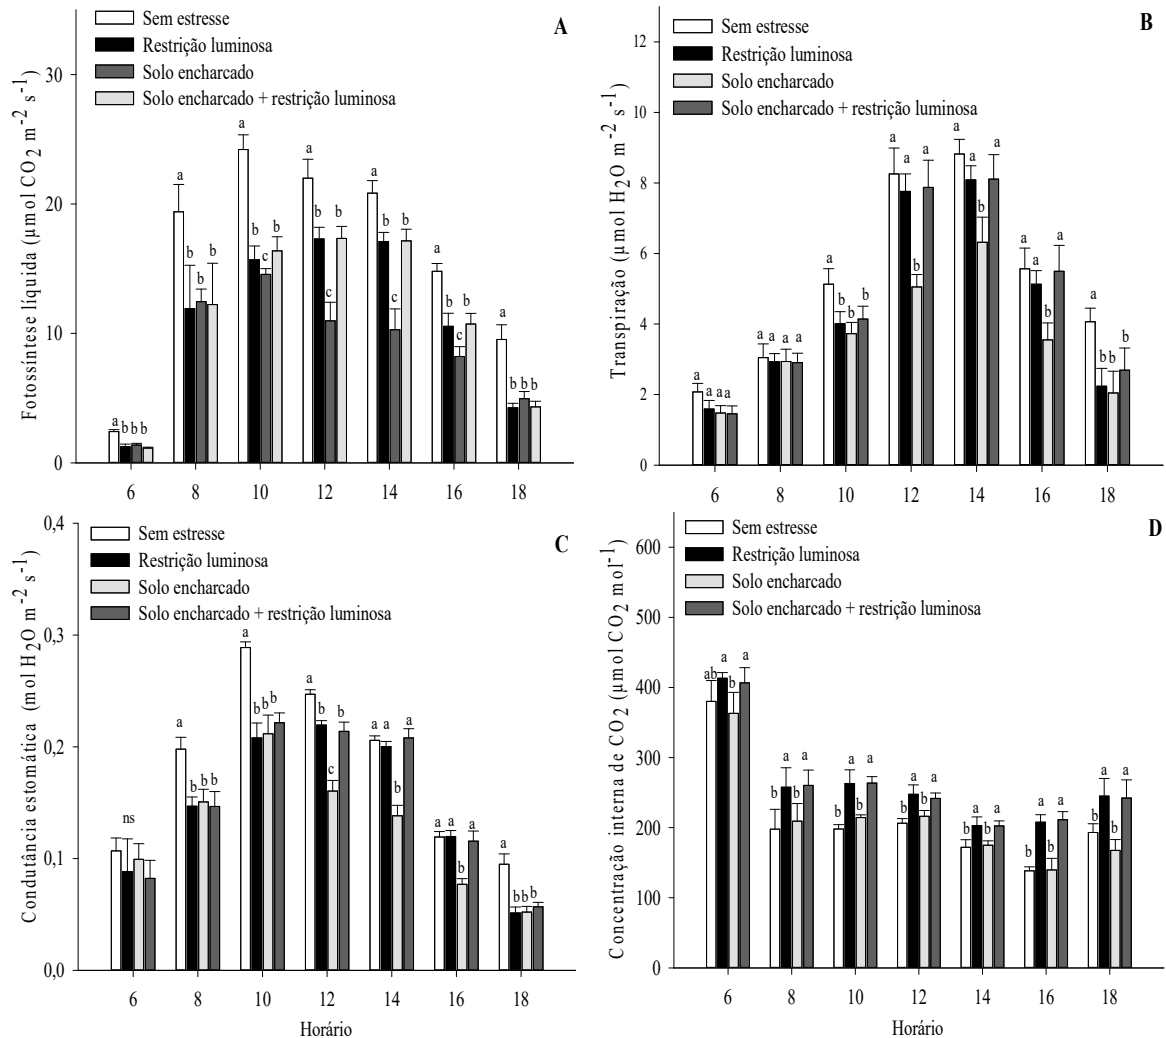 A
Sem estresse
Restrição luminosa
Solo encharcado
Solo encharcado + restrição luminosa
Fotossíntese líquida (µmol CO2 m-2 s-1)
30
20
10
0
a b b b
a b b b
a b c b
a b c b
a b c b
a b c b
a b b b
6 8 10 12 14 16 18
B
Sem estresse
Restrição luminosa
Solo encharcado
Solo encharcado + restrição luminosa
Transpiração (µmol H2O m-2 s-1)
12
10
8
6
4
2
0
a a a a
a a a a
a b b b
a a b a
a a b a
a a b a
a b b b
6 8 10 12 14 16 18
C
Sem estresse
Restrição luminosa
Solo encharcado
Solo encharcado + restrição luminosa
Condutância estomática (mol H2O m-2 s-1)
0,4
0,3
0,2
0,1
0,0
ns
a b b b
a b b b
a b c b
a a b a
a a b a
a b b b
6 8 10 12 14 16 18
Horário
D
Sem estresse
Restrição luminosa
Solo encharcado
Solo encharcado + restrição luminosa
Concentração interna de CO2 (µmol CO2 mol-1)
600
500
400
300
200
100
0
ab a b a
b a b a
b a b a
b a b a
b a b a
b a b a
b a b a
6 8 10 12 14 16 18
Horário